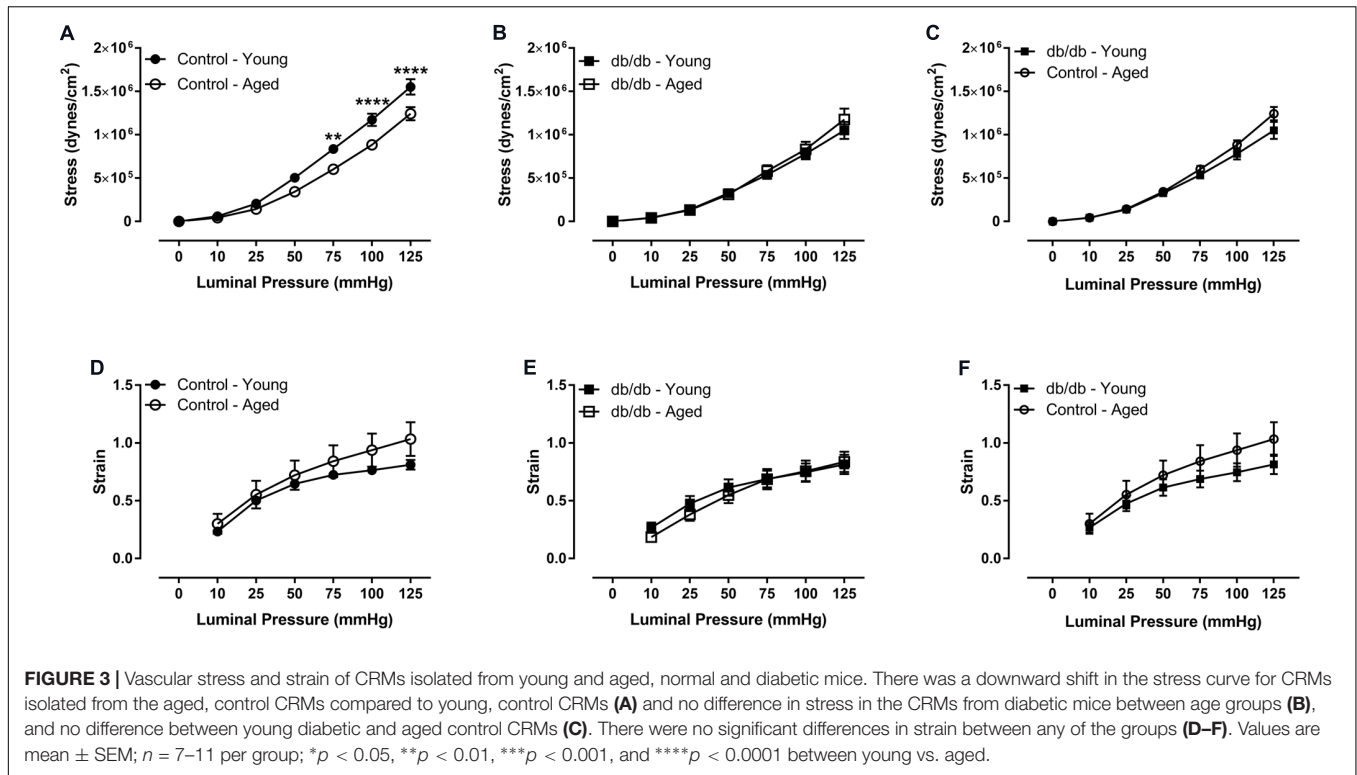 A
2×10⁶
1.5×10⁶
1×10⁶
5×10⁵
0
Stress (dynes/cm²)
Control - Young
Control - Aged
**
****
****
0 10 25 50 75 100 125
Luminal Pressure (mmHg)
B
2×10⁶
1.5×10⁶
1×10⁶
5×10⁵
0
Stress (dynes/cm²)
db/db - Young
db/db - Aged
0 10 25 50 75 100 125
Luminal Pressure (mmHg)
C
2×10⁶
1.5×10⁶
1×10⁶
5×10⁵
0
Stress (dynes/cm²)
db/db - Young
Control - Aged
0 10 25 50 75 100 125
Luminal Pressure (mmHg)
D
1.5
1.0
0.5
0.0
Strain
Control - Young
Control - Aged
0 10 25 50 75 100 125
Luminal Pressure (mmHg)
E
1.5
1.0
0.5
0.0
Strain
db/db - Young
db/db - Aged
0 10 25 50 75 100 125
Luminal Pressure (mmHg)
F
1.5
1.0
0.5
0.0
Strain
db/db - Young
Control - Aged
0 10 25 50 75 100 125
Luminal Pressure (mmHg)
FIGURE 3 | Vascular stress and strain of CRMs isolated from young and aged, normal and diabetic mice. There was a downward shift in the stress curve for CRMs
isolated from the aged, control CRMs compared to young, control CRMs (A) and no difference in stress in the CRMs from diabetic mice between age groups (B),
and no difference between young diabetic and aged control CRMs (C). There were no significant differences in strain between any of the groups (D–F). Values are
mean ± SEM; n = 7–11 per group; *p < 0.05, **p < 0.01, ***p < 0.001, and ****p < 0.0001 between young vs. aged.